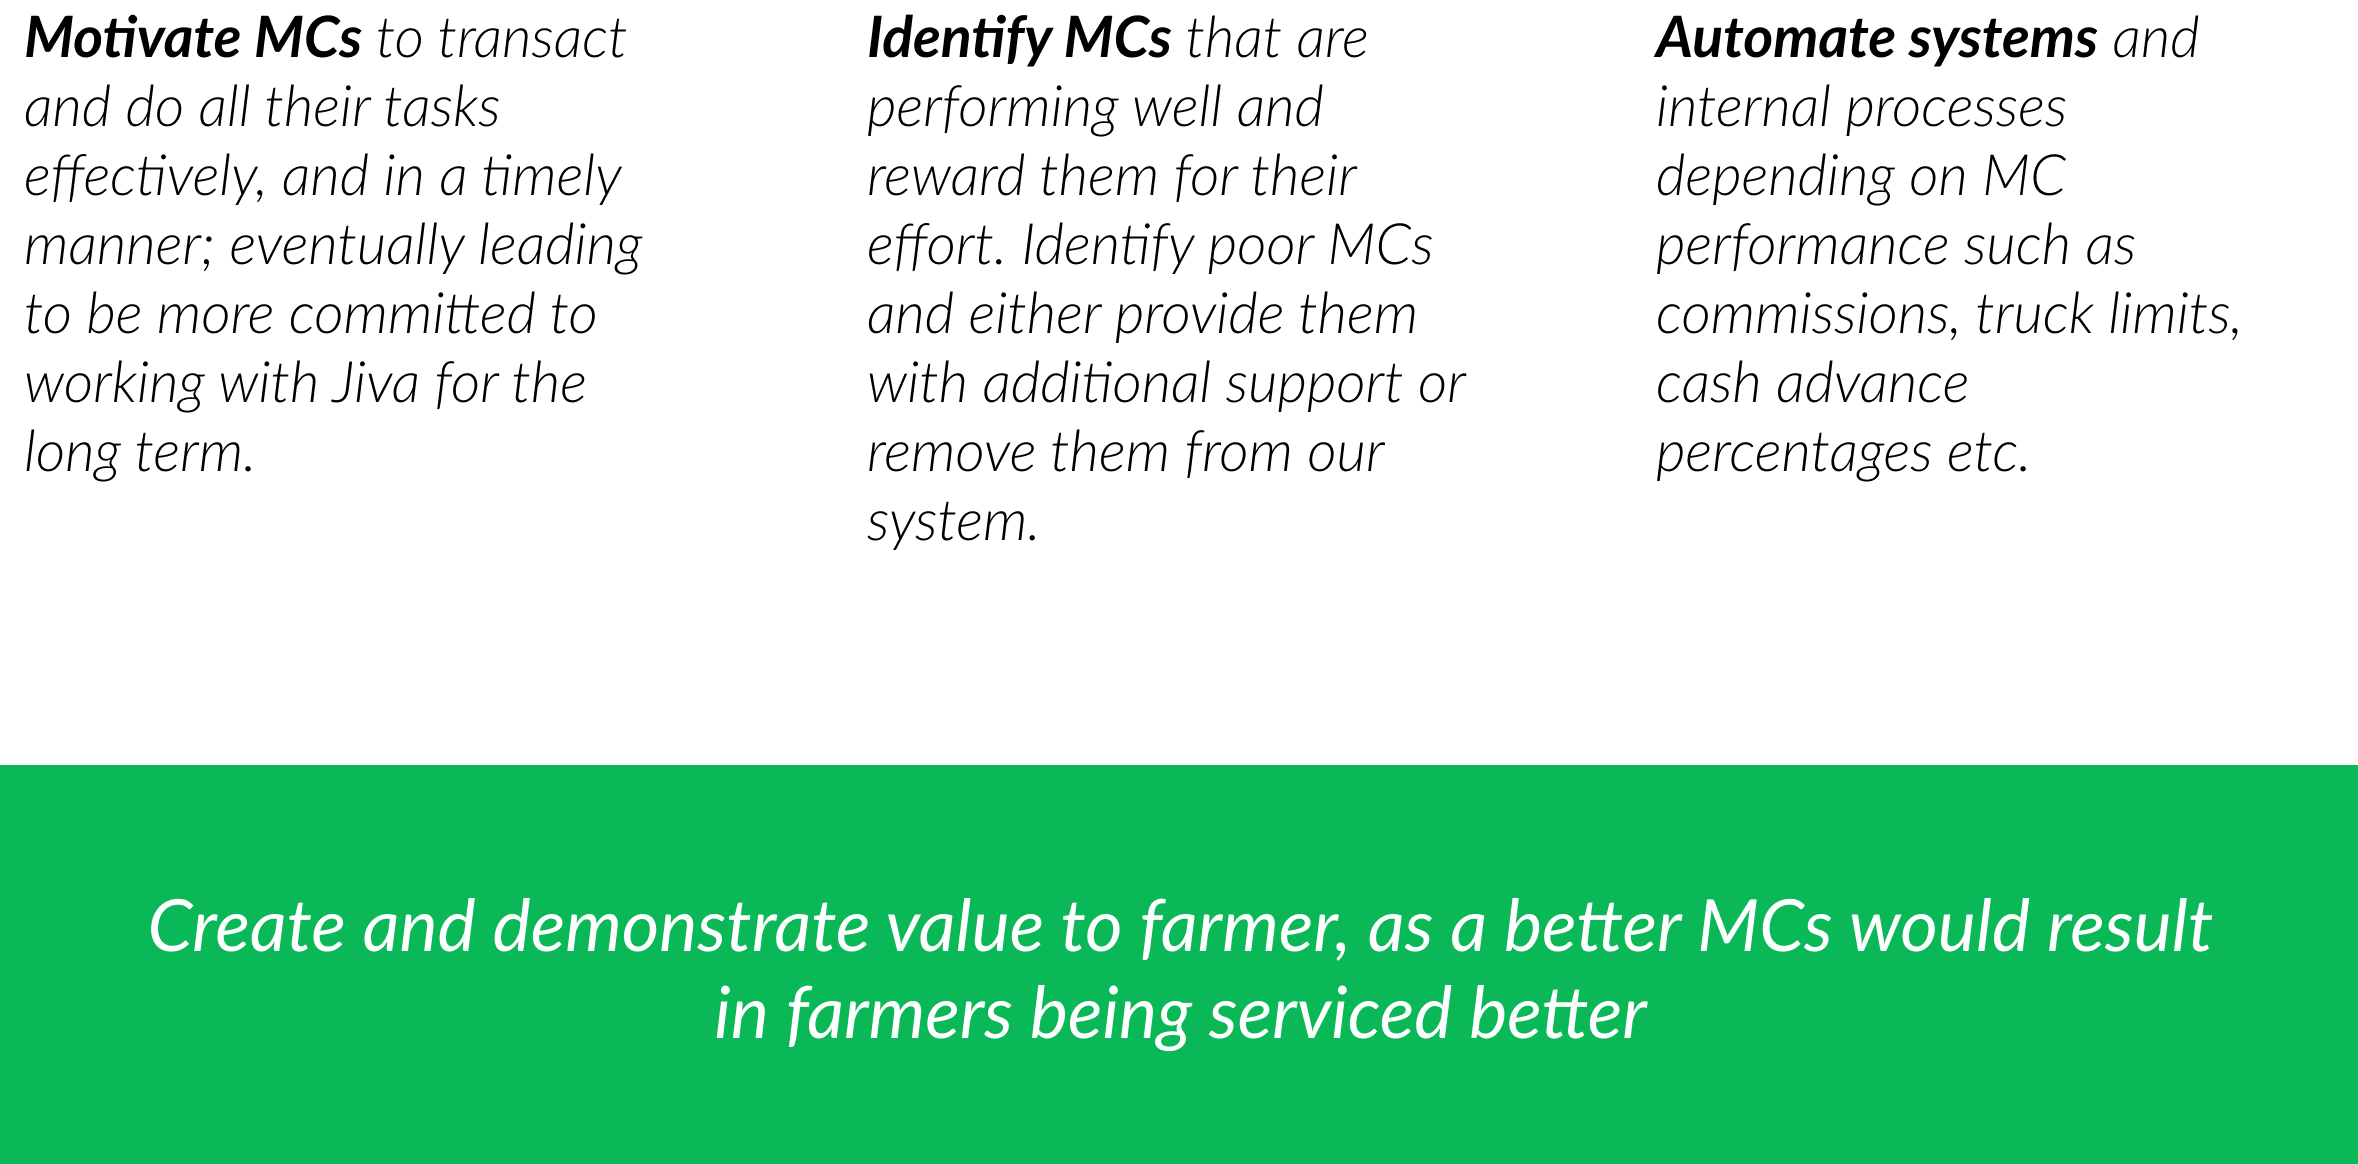 Motivate MCs to transact
and do all their tasks
effectively, and in a timely
manner; eventually leading
to be more committed to
working with Jiva for the
long term.
Identify MCs that are
performing well and
reward them for their
effort. Identify poor MCs
and either provide them
with additional support or
remove them from our
system.
Automate systems and
internal processes
depending on MC
performance such as
commissions, truck limits,
cash advance
percentages etc.
Create and demonstrate value to farmer, as a better MCs would result
in farmers being serviced better